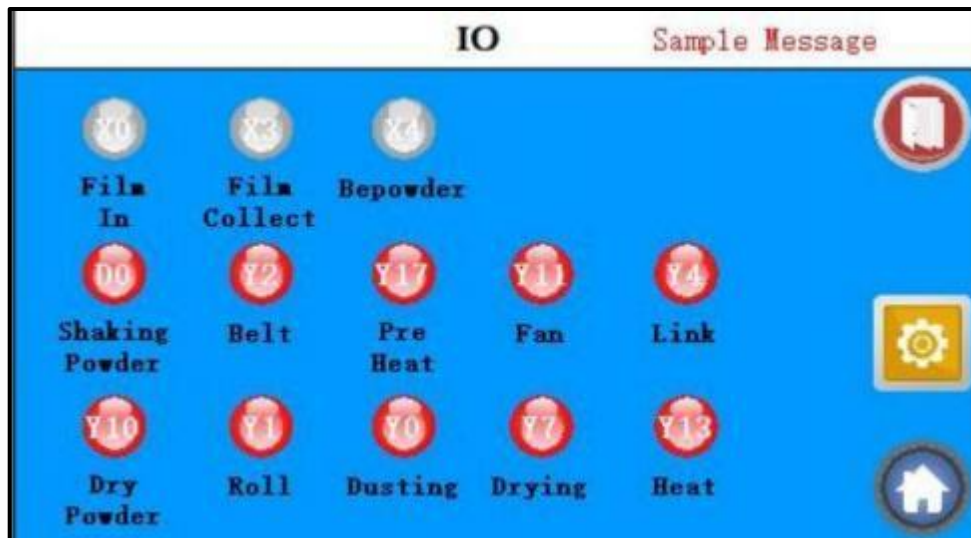 IO Sample Message
X0 X3 X4
Film Film Bepowder
In Collect
D0 Y2 Y17 Y11 Y4
Shaking Belt Pre Fan Link
Powder Heat
Y10 Y1 Y0 Y7 Y13
Dry Roll Dusting Drying Heat
Powder